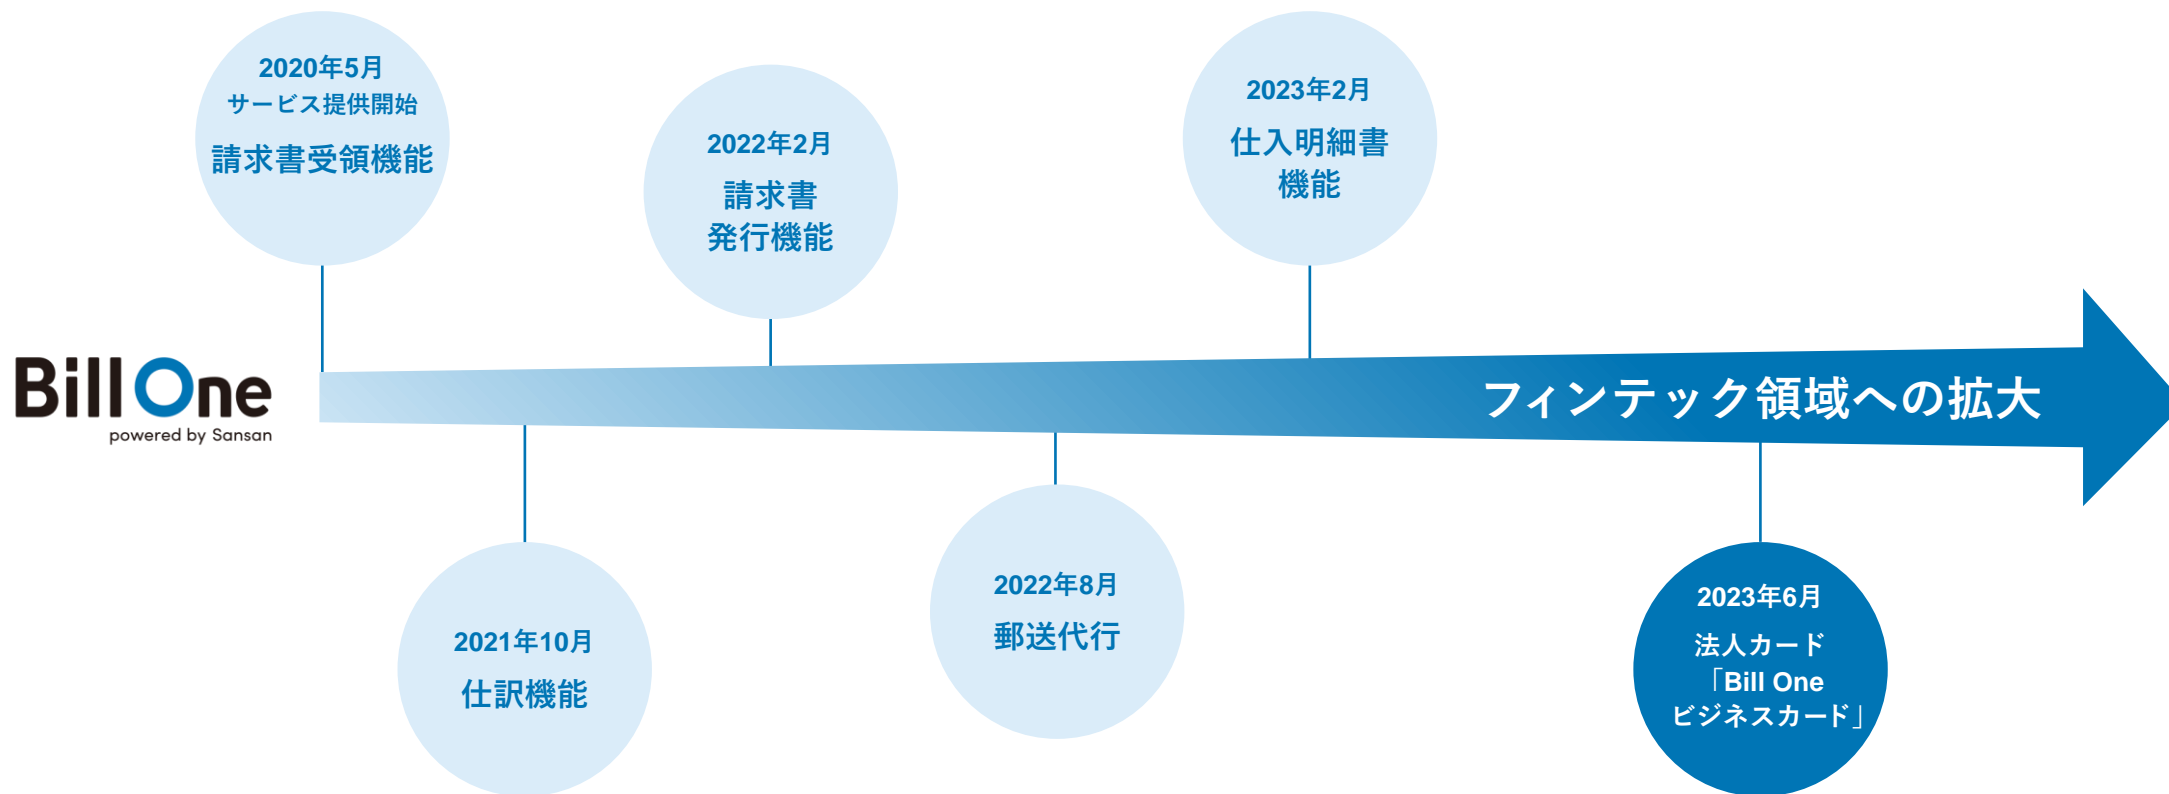 2020年5月
サービス提供開始
請求書受領機能
2022年2月
請求書
発行機能
2023年2月
仕入明細書
機能
Bill One
powered by Sansan
フィンテック領域への拡大
2021年10月
仕訳機能
2022年8月
郵送代行
2023年6月
法人カード
「Bill One
ビジネスカード」